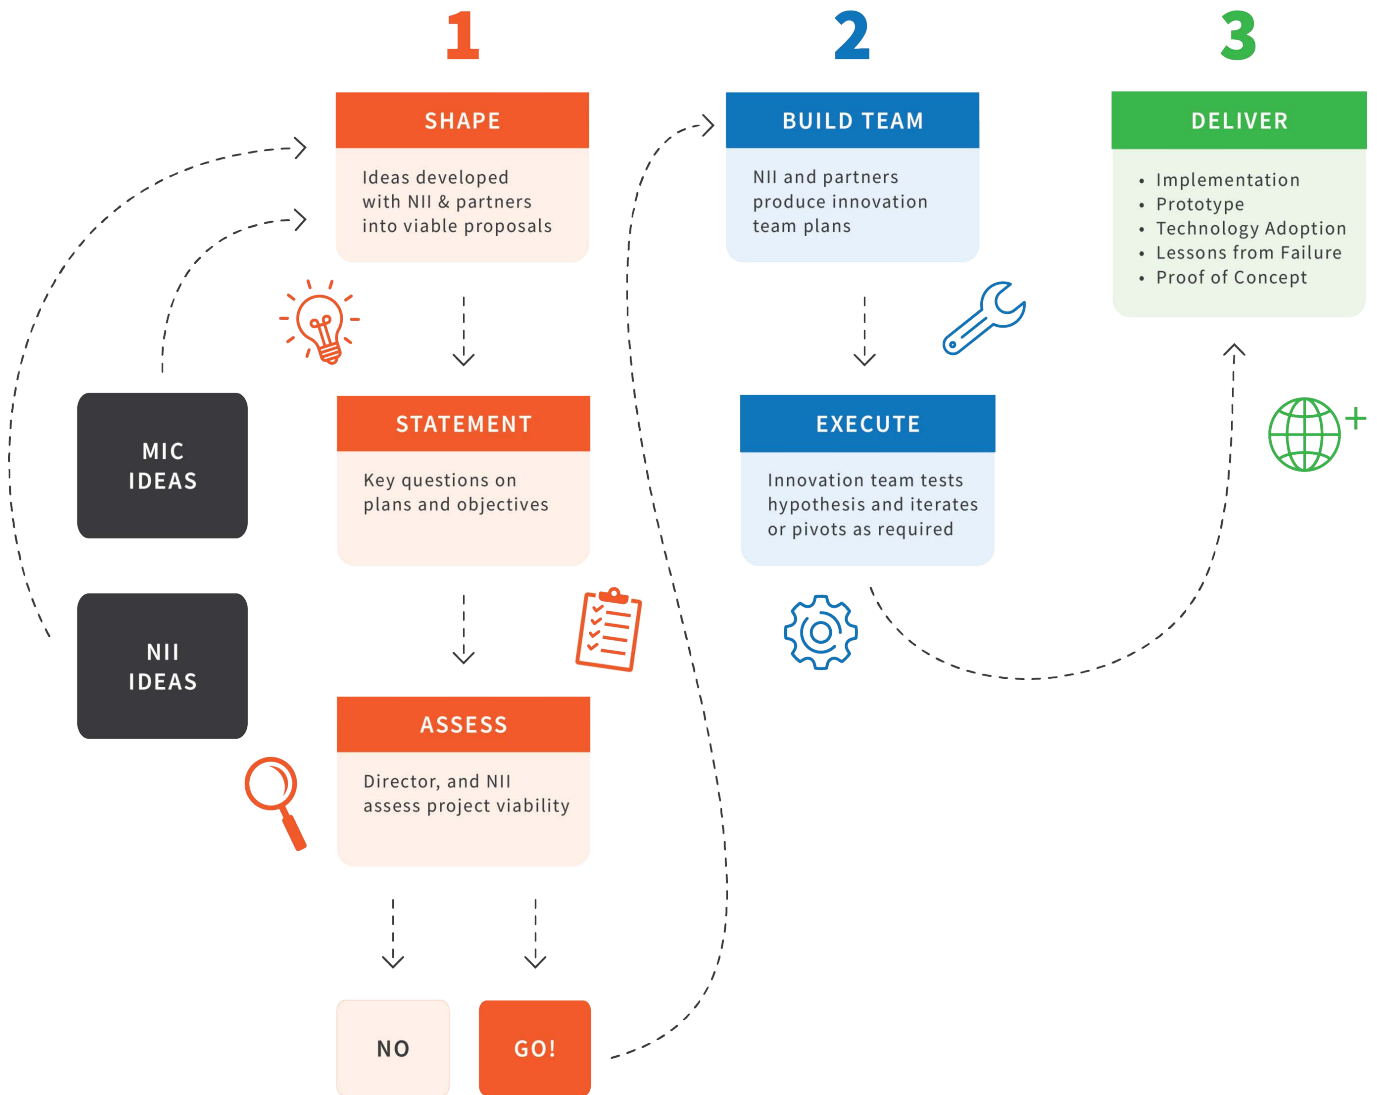 1
SHAPE
Ideas developed
with NII & partners
into viable proposals
MIC
IDEAS
NII
IDEAS
STATEMENT
Key questions on
plans and objectives
ASSESS
Director, and NII
assess project viability
NO
GO!
2
BUILD TEAM
NII and partners
produce innovation
team plans
EXECUTE
Innovation team tests
hypothesis and iterates
or pivots as required
3
DELIVER
• Implementation
• Prototype
• Technology Adoption
• Lessons from Failure
• Proof of Concept